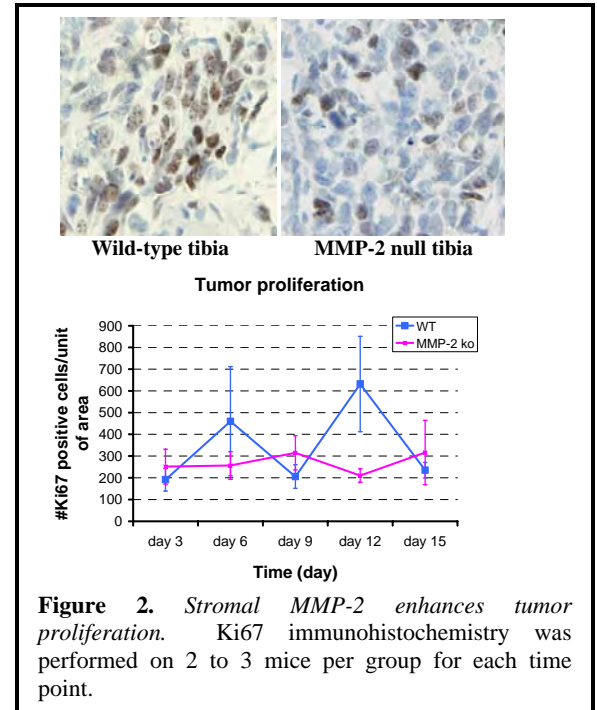 Wild-type tibia MMP-2 null tibia
Tumor proliferation
#Ki67 positive cells/unit
of area
900
800
700
600
500
400
300
200
100
0
WT
MMP-2 ko
day 3 day 6 day 9 day 12 day 15
Time (day)
Figure 2. Stromal MMP-2 enhances tumor
proliferation. Ki67 immunohistochemistry was
performed on 2 to 3 mice per group for each time
point.